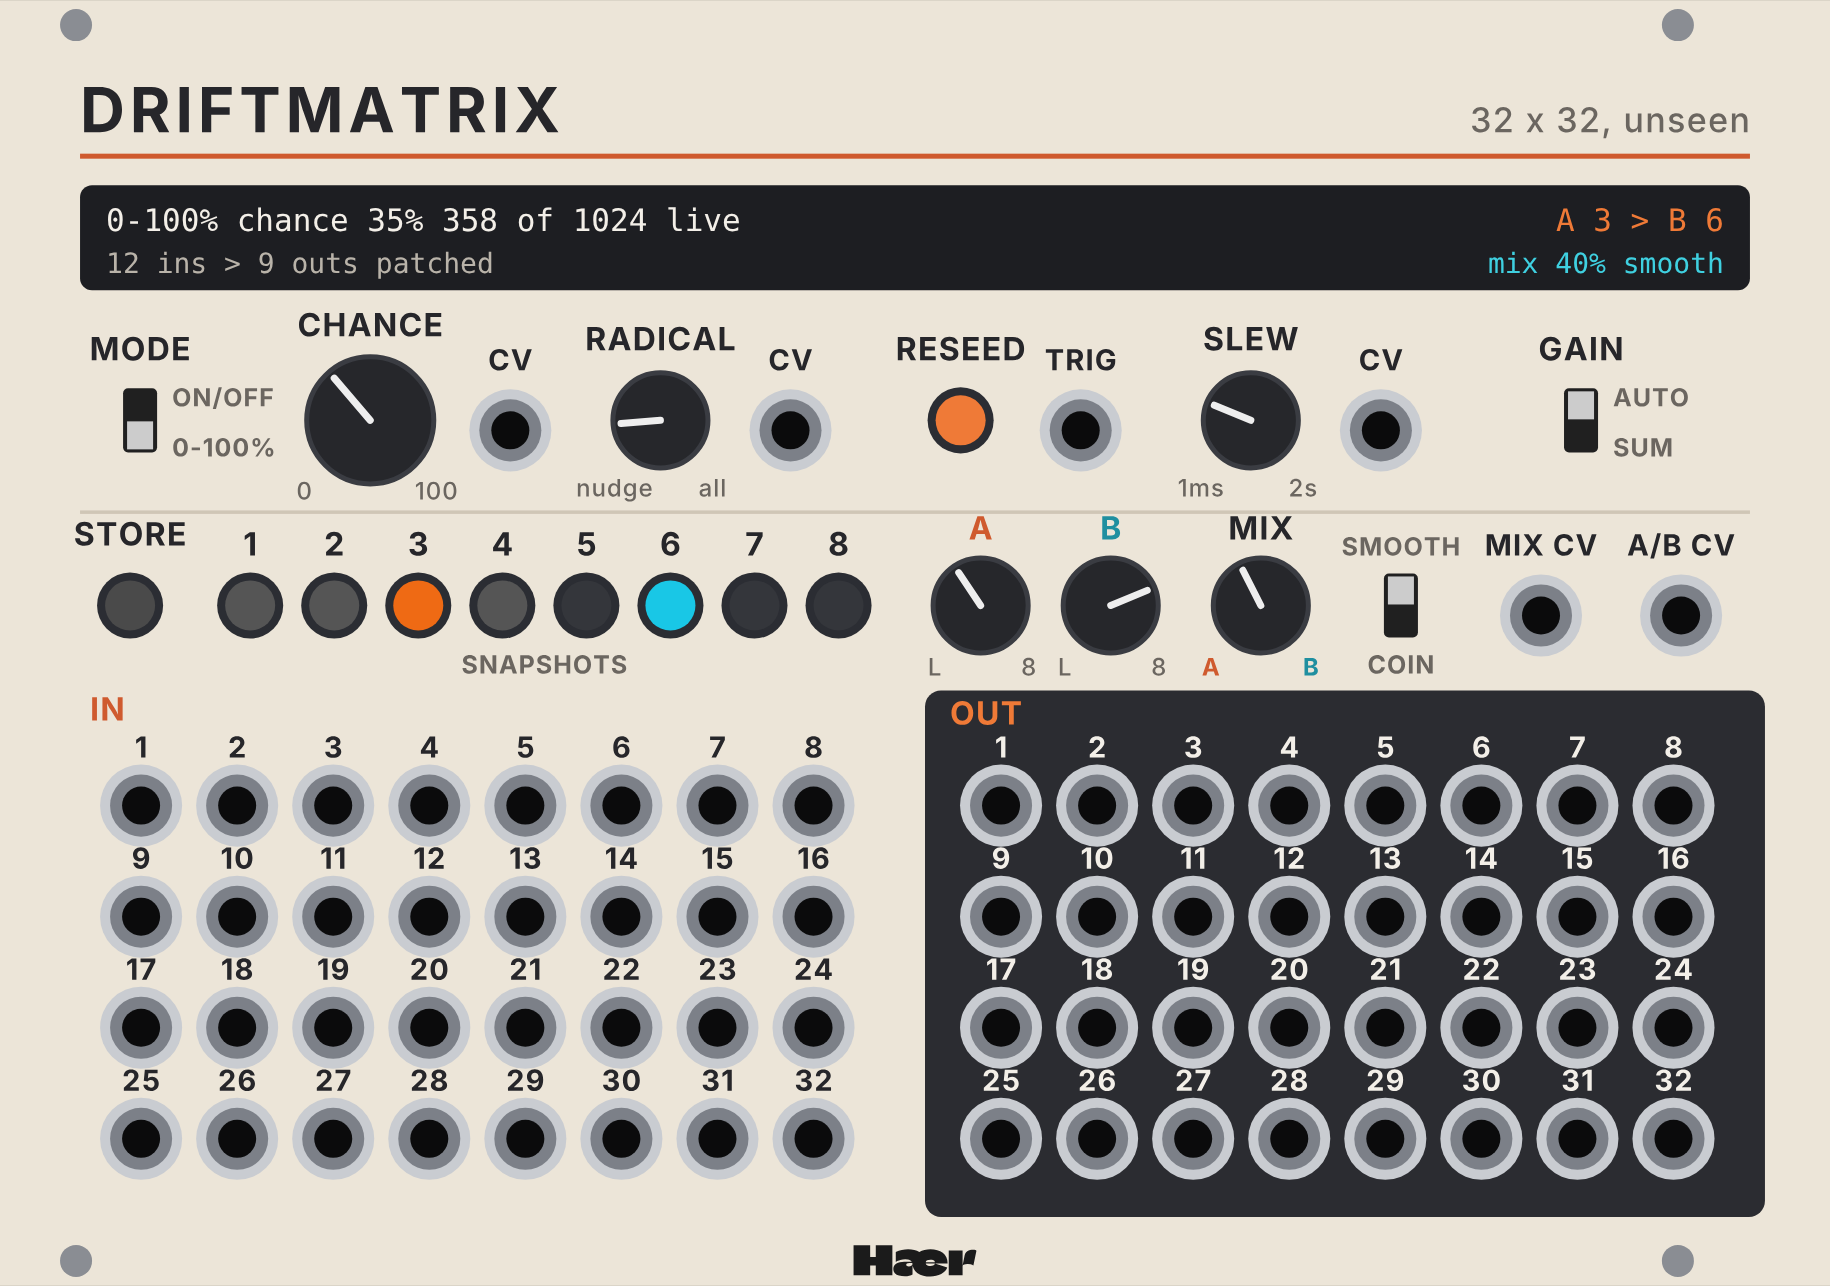 DRIFTMATRIX
32 x 32, unseen
0-100% chance 35% 358 of 1024 live
A 3 > B 6
12 ins > 9 outs patched
mix 40% smooth
MODE
ON/OFF
0-100%
CHANCE
0 100
CV
RADICAL
nudge all
CV
RESEED
TRIG
SLEW
1ms 2s
CV
GAIN
AUTO
SUM
STORE
1 2 3 4 5 6 7 8
SNAPSHOTS
A
L 8
B
L 8
MIX
A B
SMOOTH
COIN
MIX CV
A/B CV
IN
1 2 3 4 5 6 7 8
9 10 11 12 13 14 15 16
17 18 19 20 21 22 23 24
25 26 27 28 29 30 31 32
OUT
1 2 3 4 5 6 7 8
9 10 11 12 13 14 15 16
17 18 19 20 21 22 23 24
25 26 27 28 29 30 31 32
Hær